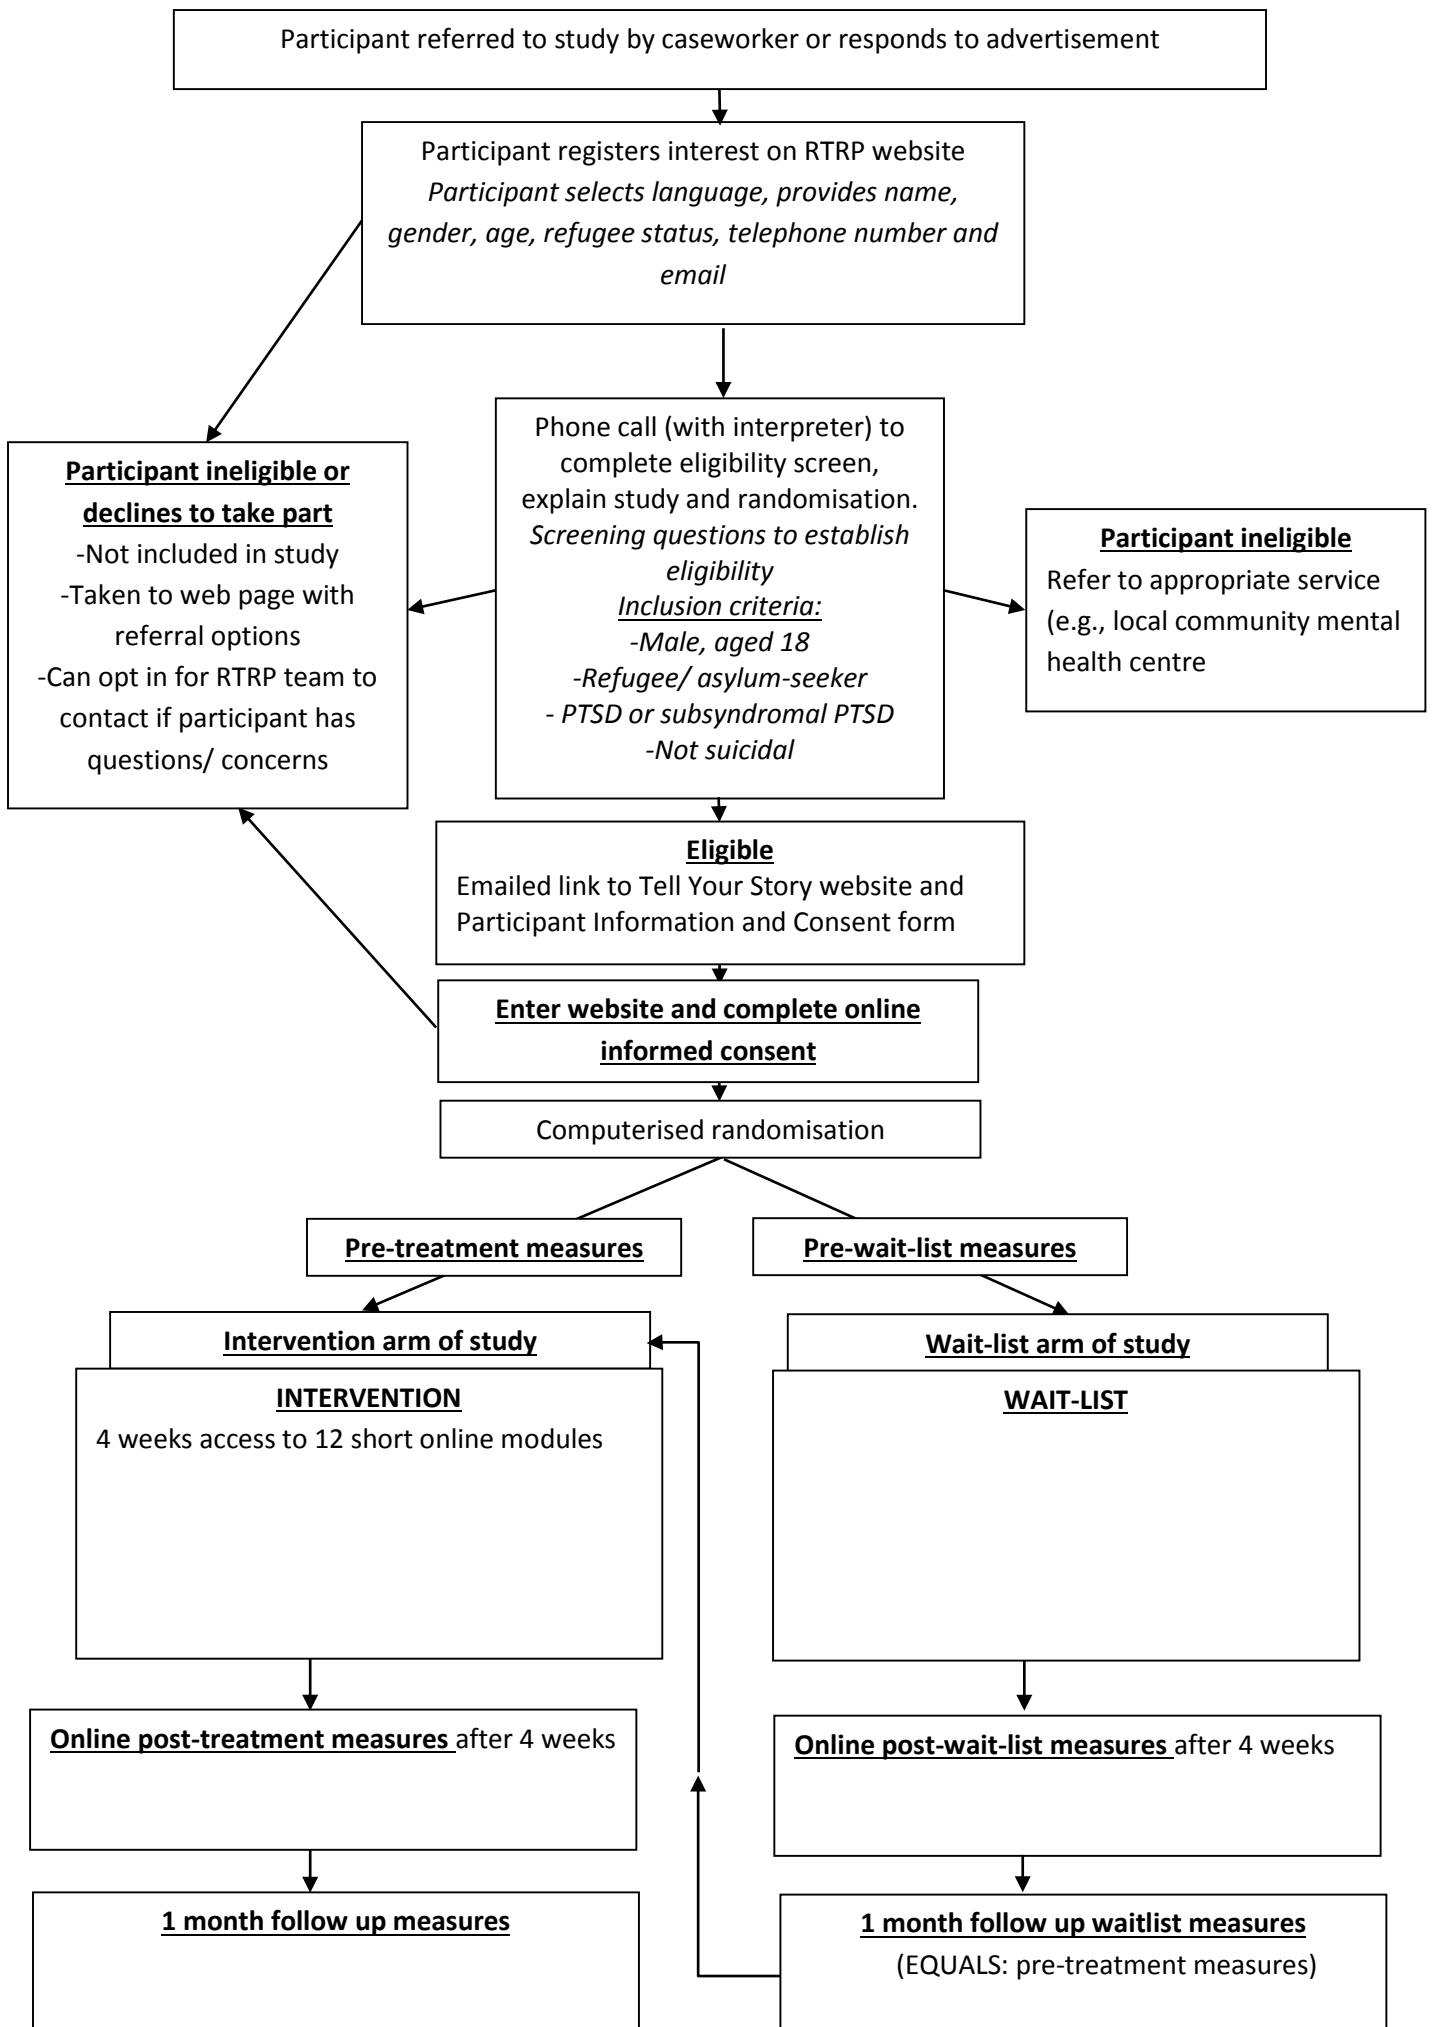 Participant referred to study by caseworker or responds to advertisement
Participant registers interest on RTRP website
Participant selects language, provides name,
gender, age, refugee status, telephone number and
email
Participant ineligible or
declines to take part
-Not included in study
-Taken to web page with
referral options
-Can opt in for RTRP team to
contact if participant has
questions/ concerns
Phone call (with interpreter) to
complete eligibility screen,
explain study and randomisation.
Screening questions to establish
eligibility
Inclusion criteria:
-Male, aged 18
-Refugee/ asylum-seeker
- PTSD or subsyndromal PTSD
-Not suicidal
Participant ineligible
Refer to appropriate service
(e.g., local community mental
health centre
Eligible
Emailed link to Tell Your Story website and
Participant Information and Consent form
Enter website and complete online
informed consent
Computerised randomisation
Pre-treatment measures
Pre-wait-list measures
Intervention arm of study
INTERVENTION
4 weeks access to 12 short online modules
Wait-list arm of study
WAIT-LIST
Online post-treatment measures after 4 weeks
Online post-wait-list measures after 4 weeks
1 month follow up measures
1 month follow up waitlist measures
(EQUALS: pre-treatment measures)